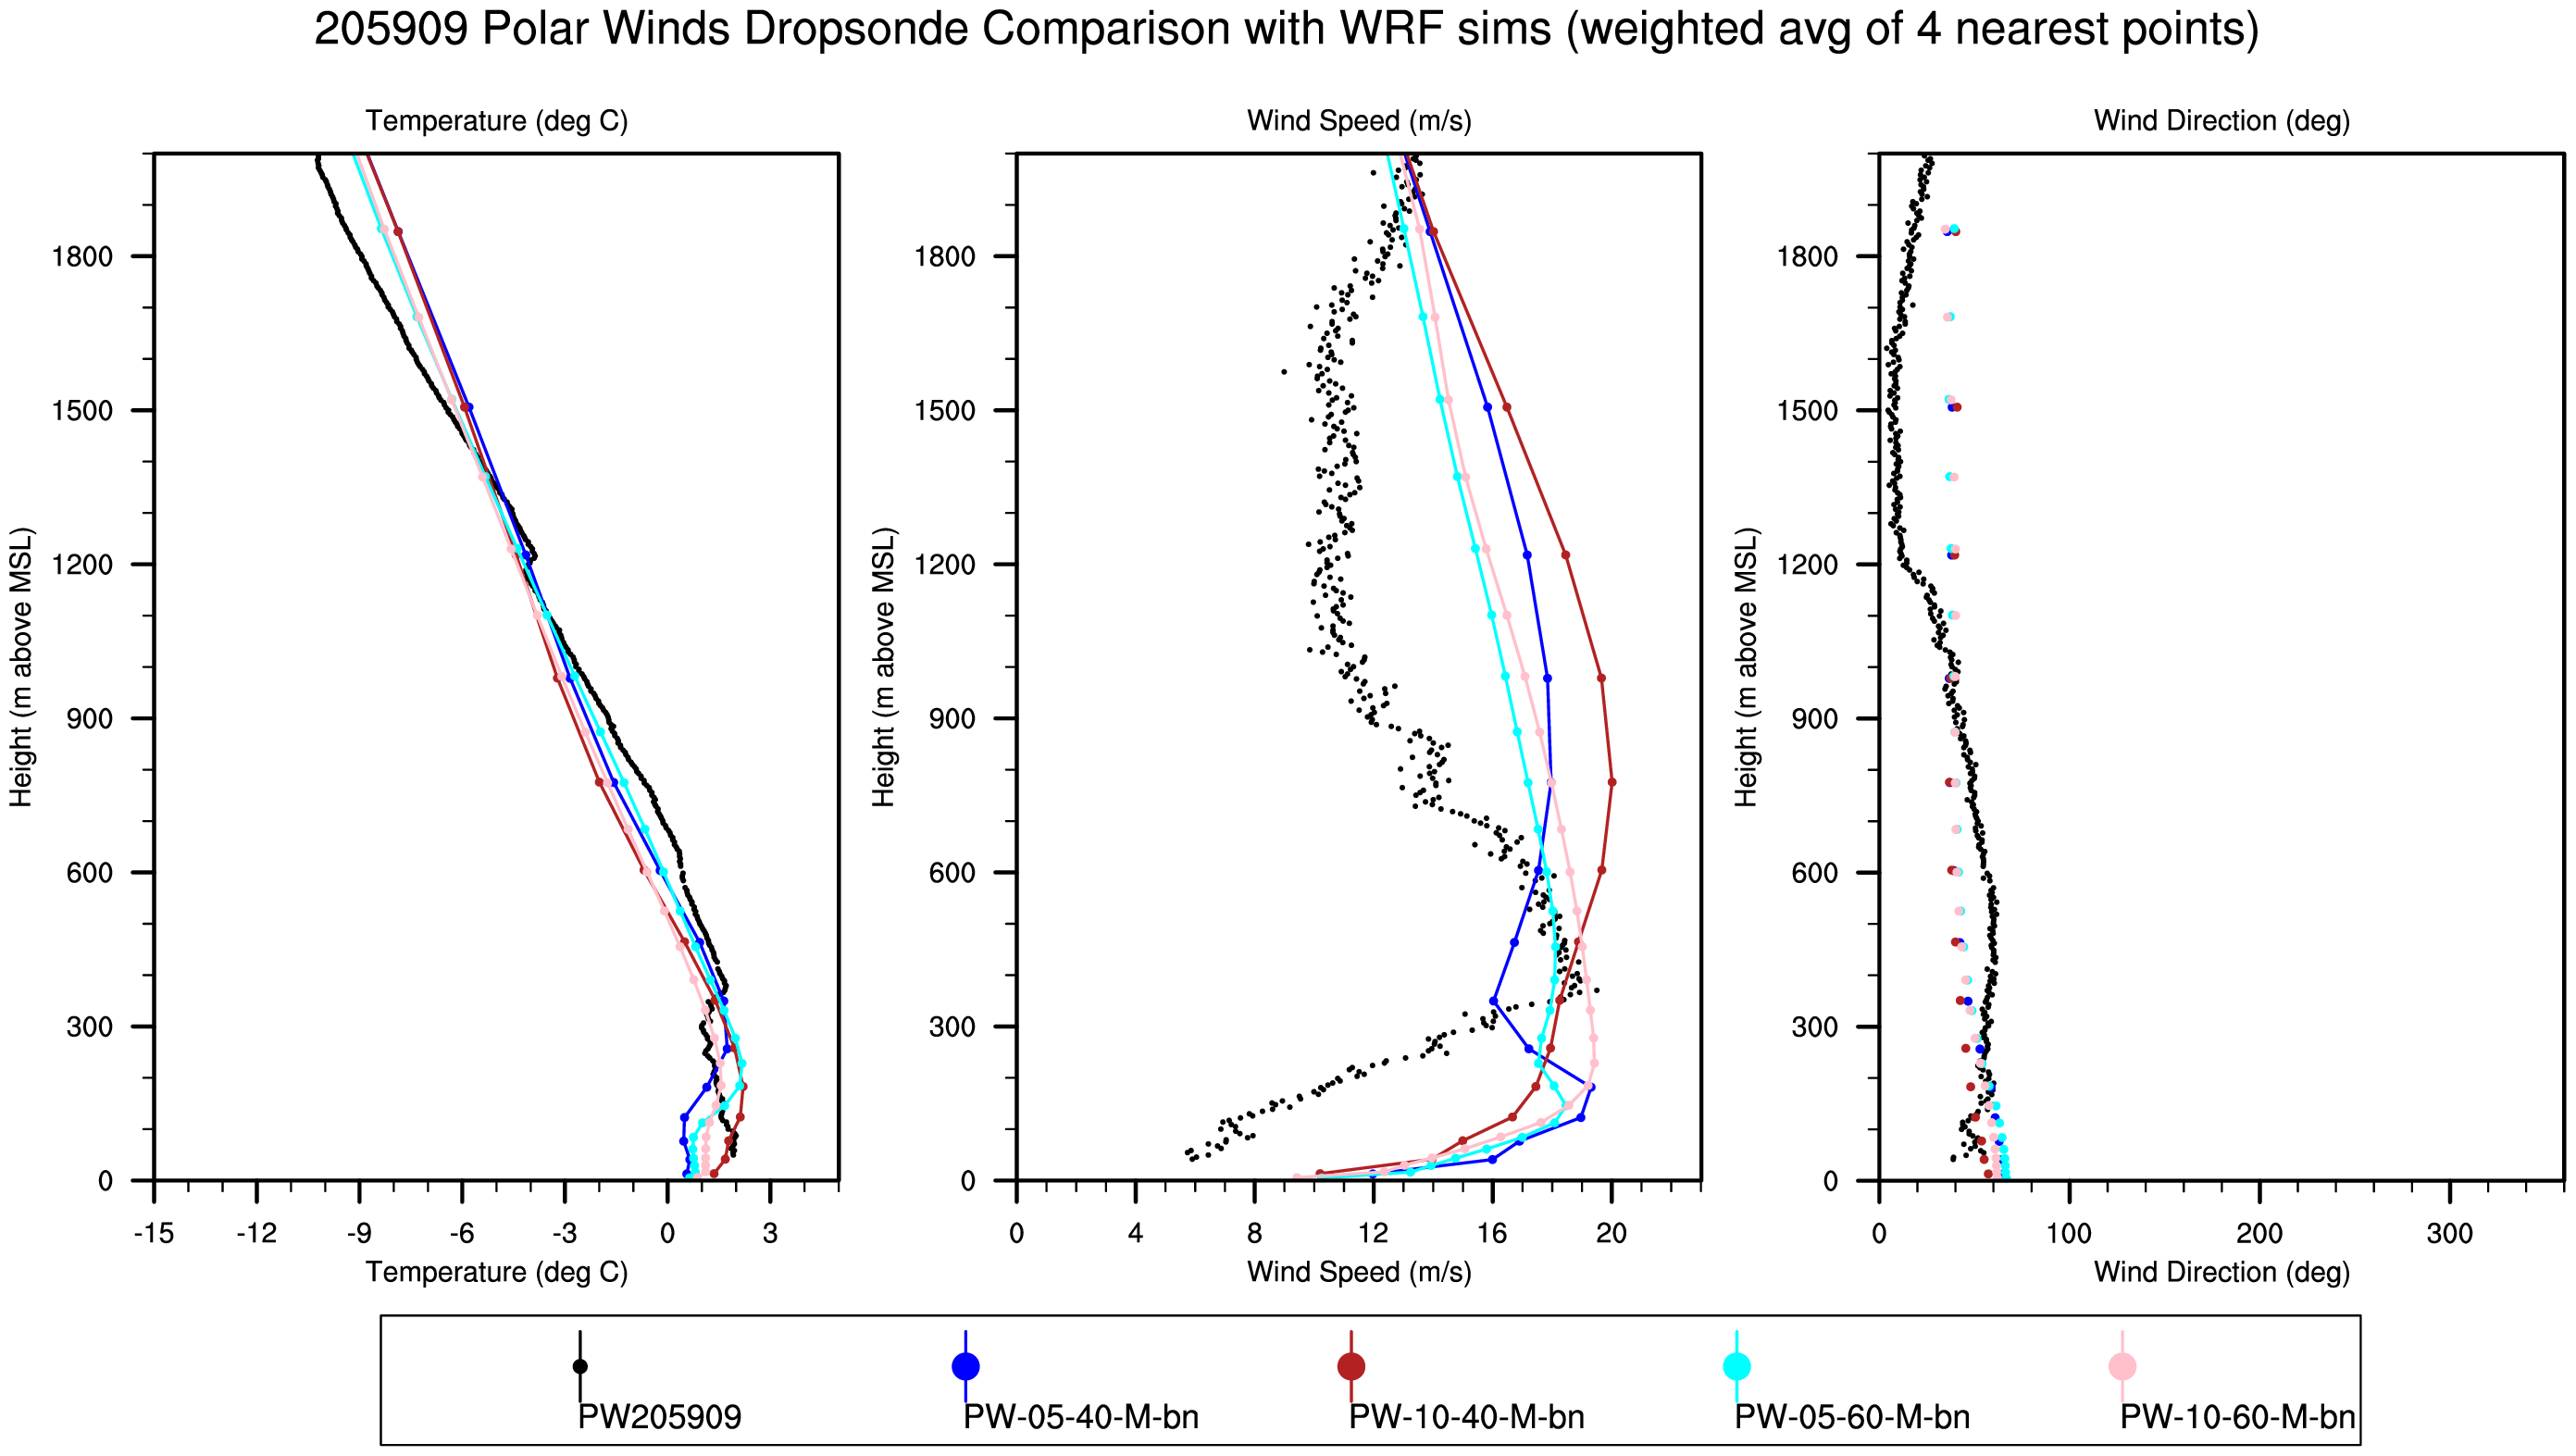 205909 Polar Winds Dropsonde Comparison with WRF sims (weighted avg of 4 nearest points)
Temperature (deg C)
Height (m above MSL)
1800
1500
1200
900
600
300
0
-15 -12 -9 -6 -3 0 3
Temperature (deg C)
Wind Speed (m/s)
Height (m above MSL)
1800
1500
1200
900
600
300
0
0 4 8 12 16 20
Wind Speed (m/s)
Wind Direction (deg)
Height (m above MSL)
1800
1500
1200
900
600
300
0
0 100 200 300
Wind Direction (deg)
PW205909 PW-05-40-M-bn PW-10-40-M-bn PW-05-60-M-bn PW-10-60-M-bn